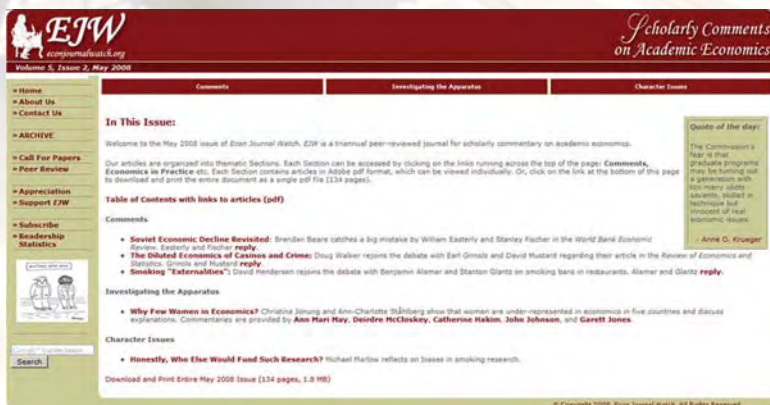 EJW
econjournalwatch.org
Scholarly Comments
on Academic Economics
Volume 5, Issue 2, May 2008
» Home
» About Us
» Contact Us
» ARCHIVE
» Call For Papers
» Peer Review
» Appreciation
» Support EJW
» Subscribe
» Readership
Statistics
Search
Comments
Investigating the Apparatus
Character Issues
In This Issue:
Welcome to the May 2008 issue of Econ Journal Watch. EJW is a triannual peer-reviewed journal for scholarly commentary on academic economics.
Our articles are organized into thematic Sections. Each Section can be accessed by clicking on the links running across the top of the page: Comments,
Economics in Practice etc. Each Section contains articles in Adobe pdf format, which can be viewed individually. Or, click on the link at the bottom of this page
to download and print the entire document as a single pdf file (134 pages).
Table of Contents with links to articles (pdf)
Comments
• Soviet Economic Decline Revisited: Brendan Beare catches a big mistake by William Easterly and Stanley Fischer in the World Bank Economic
Review. Easterly and Fischer reply.
• The Diluted Economics of Casinos and Crime: Doug Walker rejoins the debate with Earl Grinols and David Mustard regarding their article in the Review of Economics and
Statistics. Grinols and Mustard reply.
• Smoking "Externalities": David Henderson rejoins the debate with Benjamin Alamar and Stanton Glantz on smoking bans in restaurants. Alamar and Glantz reply.
Investigating the Apparatus
• Why Few Women in Economics? Christina Jonung and Ann-Charlotte Ståhlberg show that women are under-represented in economics in five countries and discuss
explanations. Commentaries are provided by Ann Mari May, Deirdre McCloskey, Catherine Hakim, John Johnson, and Garett Jones.
Character Issues
• Honestly, Who Else Would Fund Such Research? Michael Marlow reflects on biases in smoking research.
Download and Print Entire May 2008 Issue (134 pages, 1.8 MB)
Quote of the day:
The Commission's
fear is that
graduate programs
may be turning out
a generation with
too many idiots
savants, skilled in
technique but
innocent of real
economic issues.
- Anne O. Krueger
© Copyright 2008, Econ Journal Watch, All Rights Reserved